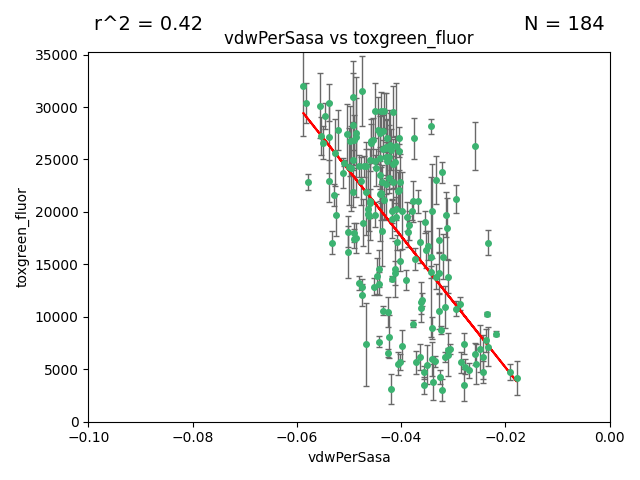 r^2 = 0.42
N = 184
vdwPerSasa vs toxgreen_fluor
35000
30000
25000
20000
15000
10000
5000
0
toxgreen_fluor
−0.10
−0.08
−0.06
−0.04
−0.02
0.00
vdwPerSasa